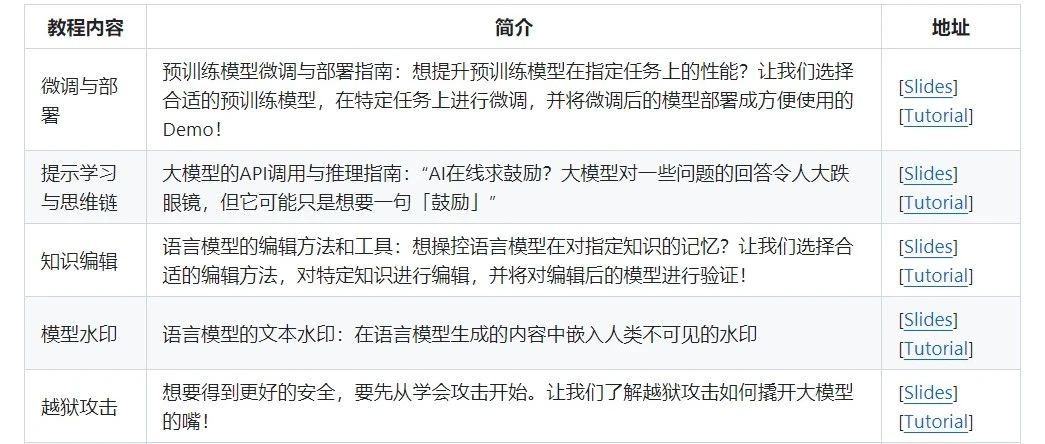 教程内容 简介 地址
微调与部
署
预训练模型微调与部署指南：想提升预训练模型在指定任务上的性能？让我们选择
合适的预训练模型，在特定任务上进行微调，并将微调后的模型部署成方便使用的
Demo！
[Slides]
[Tutorial]
提示学习
与思维链
大模型的API调用与推理指南：“AI在线求鼓励？大模型对一些问题的回答令人大跌
眼镜，但它可能只是想要一句「鼓励」”
[Slides]
[Tutorial]
知识编辑
语言模型的编辑方法和工具：想操控语言模型在对指定知识的记忆？让我们选择合
适的编辑方法，对特定知识进行编辑，并将对编辑后的模型进行验证！
[Slides]
[Tutorial]
模型水印
语言模型的文本水印：在语言模型生成的内容中嵌入人类不可见的水印
[Slides]
[Tutorial]
越狱攻击
想要得到更好的安全，要先从学会攻击开始。让我们了解越狱攻击如何撬开大模型
的嘴！
[Slides]
[Tutorial]